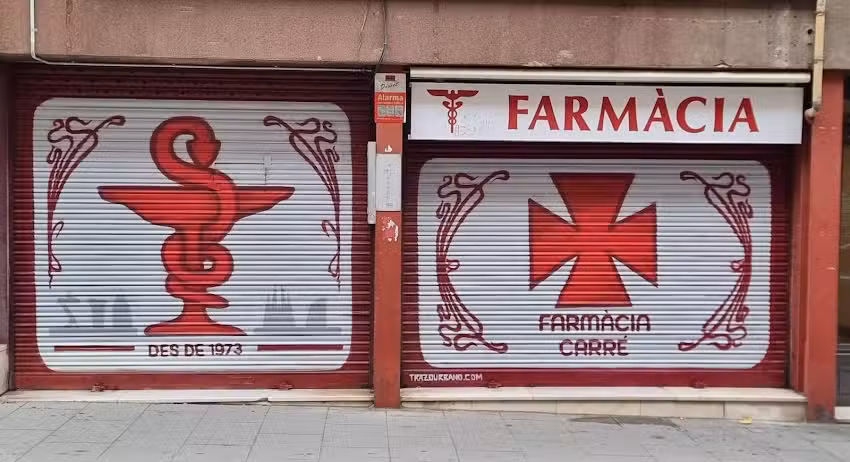 Alarma
FARMÀCIA
DES DE 1973
FARMÀCIA
CARRÉ
TRAZOURBANO.COM